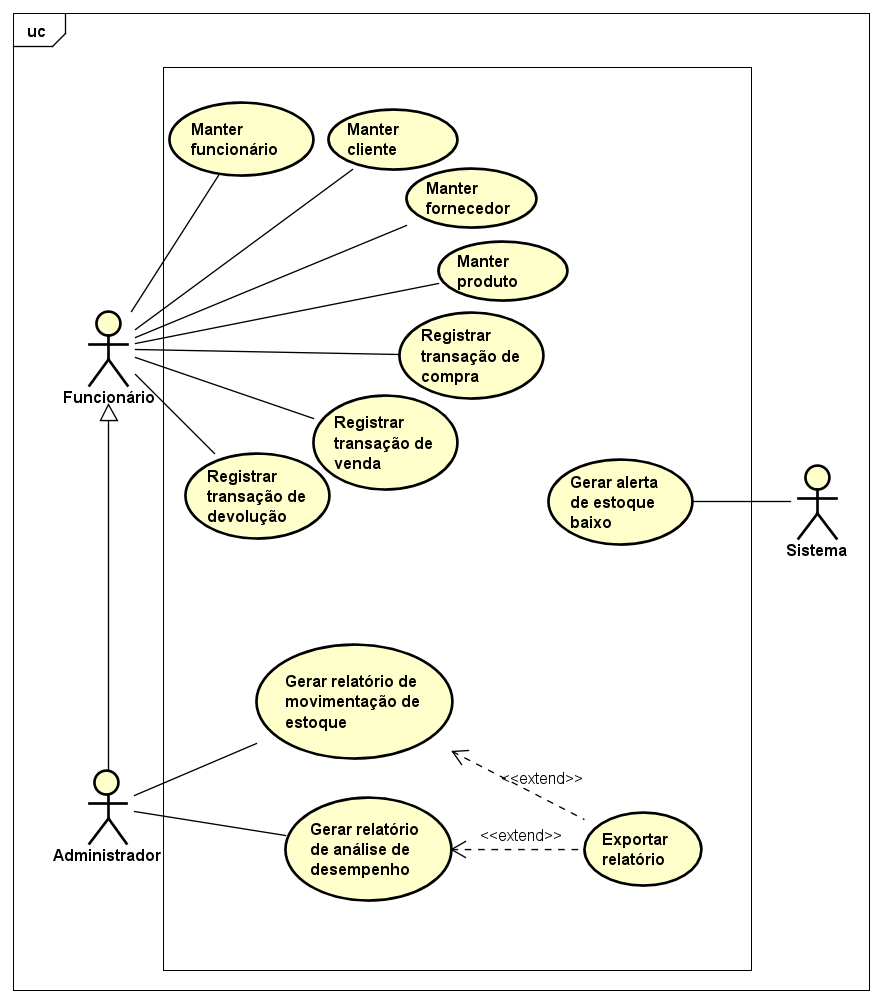 uc
Manter
funcionário
Manter
cliente
Manter
fornecedor
Manter
produto
Registrar
transação de
compra
Funcionário
Registrar
transação de
venda
Registrar
transação de
devolução
Gerar alerta
de estoque
baixo
Sistema
Gerar relatório de
movimentação de
estoque
<<extend>>
Administrador
Gerar relatório
de análise de
desempenho
<<extend>>
Exportar
relatório